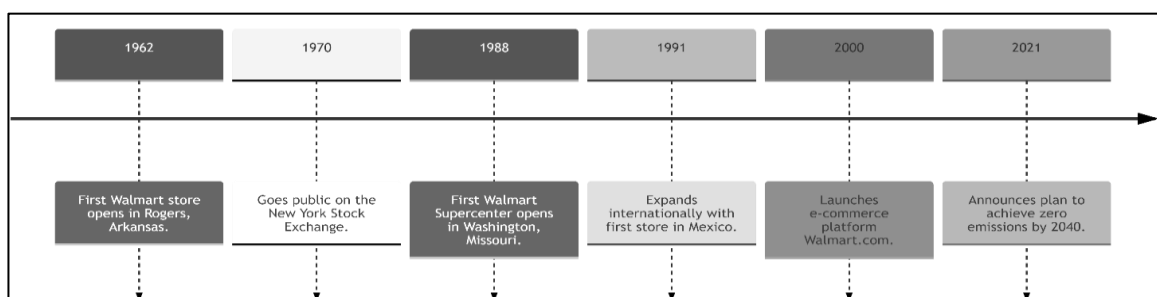 1962
1970
1988
1991
2000
2021
First Walmart store
opens in Rogers,
Arkansas.
Goes public on the
New York Stock
Exchange.
First Walmart
Supercenter opens
in Washington,
Missouri.
Expands
internationally with
first store in Mexico.
Launches
e-commerce
platform
Walmart.com.
Announces plan to
achieve zero
emissions by 2040.